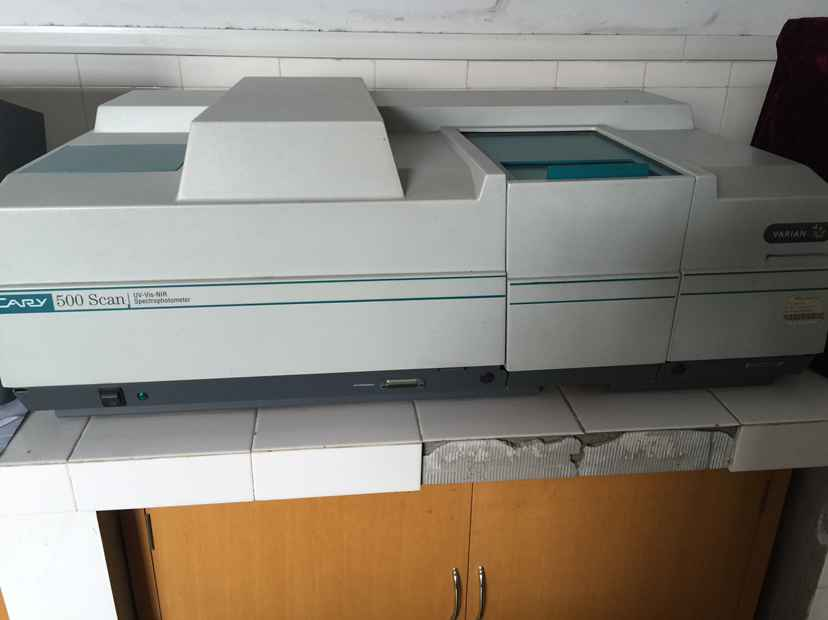 CARY 500 Scan
UV-Vis-NIR
Spectrophotometer
VARIAN